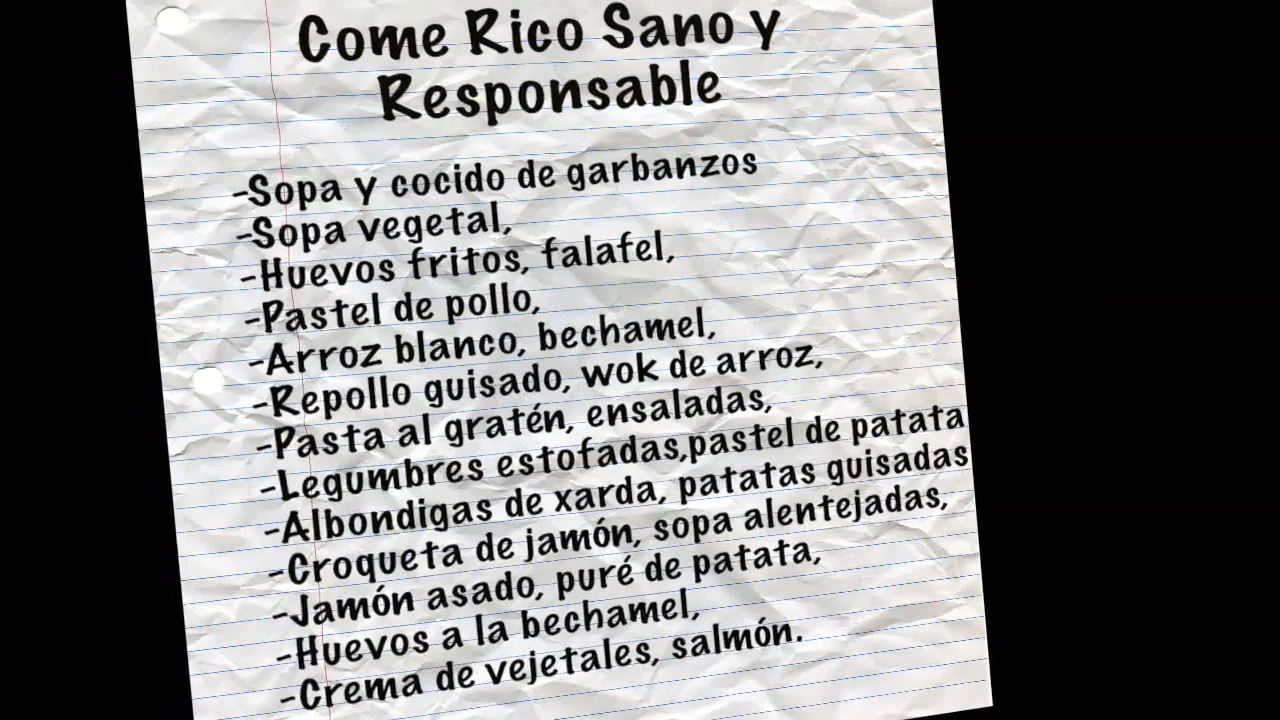 Come Rico Sano y
Responsable
-Sopa y cocido de garbanzos
-Sopa vegetal,
-Huevos fritos, falafel,
-Pastel de pollo,
-Arroz blanco, bechamel,
-Repollo guisado, wok de arroz,
-Pasta al gratén, ensaladas,
-Legumbres estofadas,pastel de patata
-Albondigas de xarda, patatas guisadas
-Croqueta de jamón, sopa alentejadas,
-Jamón asado, puré de patata,
-Huevos a la bechamel,
-Crema de vejetales, salmón.